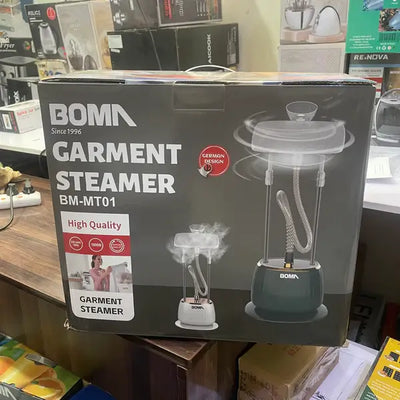 BOMA
Since 1996
GARMENT
STEAMER
BM-MT01
GERMAN
DESIGN
High Quality
GARMENT
STEAMER
BOMA
BOMA
RE-NOVA